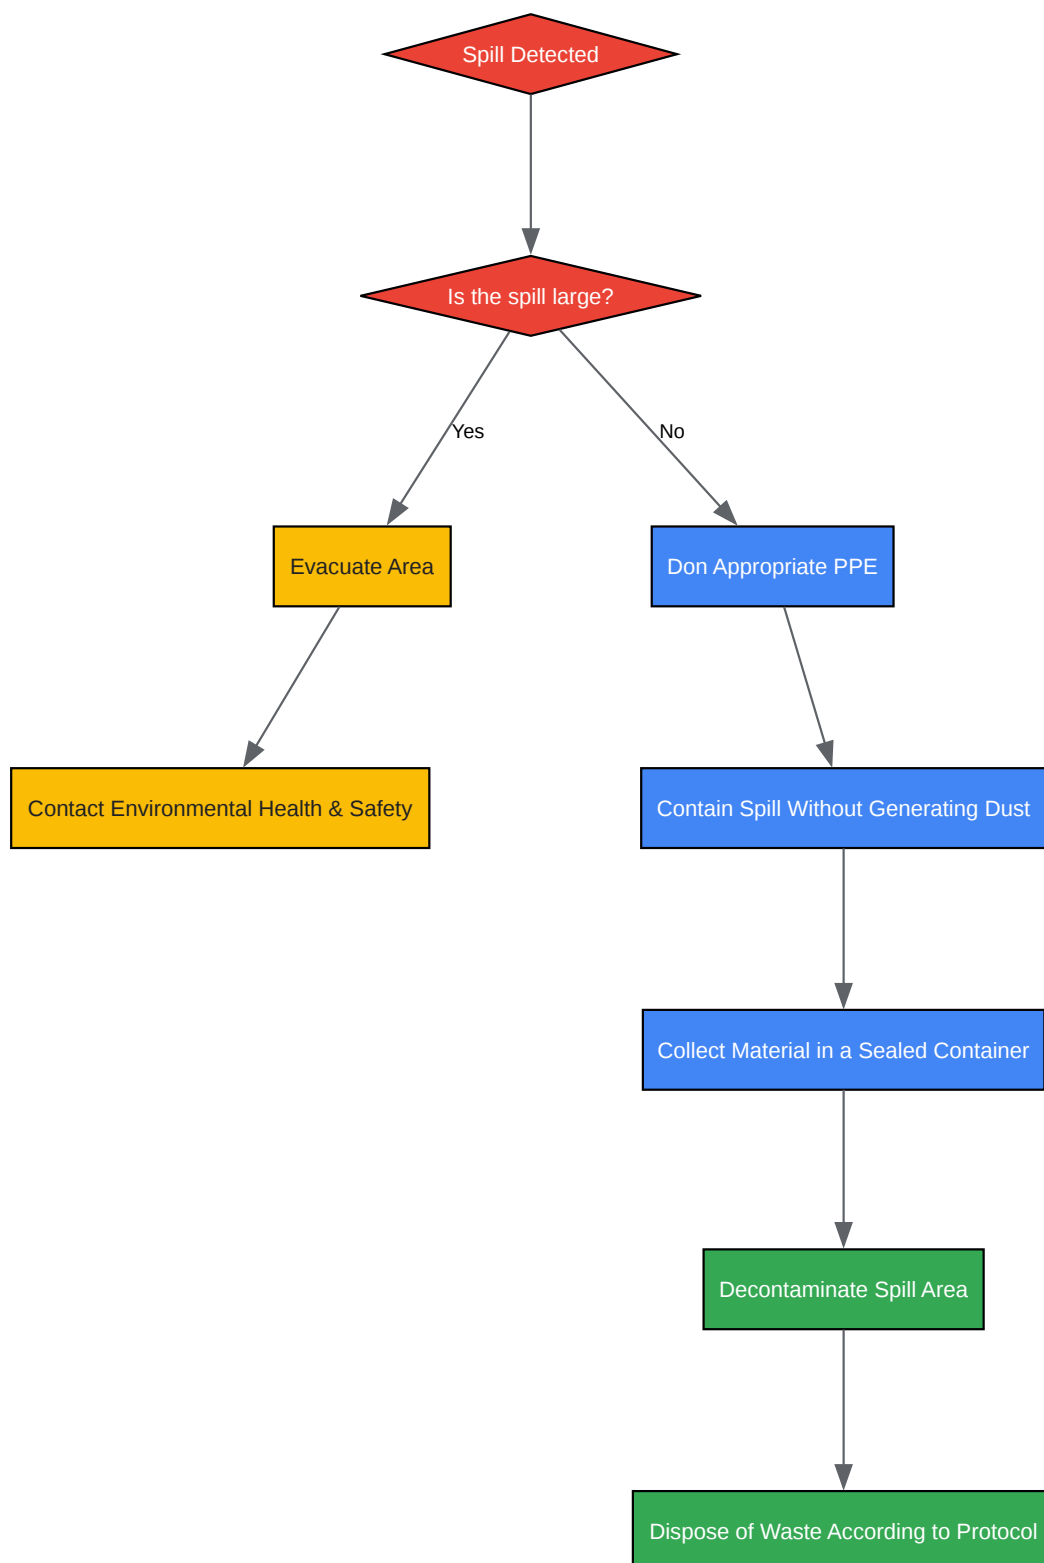 Spill Detected
Is the spill large?
Yes
No
Evacuate Area
Don Appropriate PPE
Contact Environmental Health & Safety
Contain Spill Without Generating Dust
Collect Material in a Sealed Container
Decontaminate Spill Area
Dispose of Waste According to Protocol